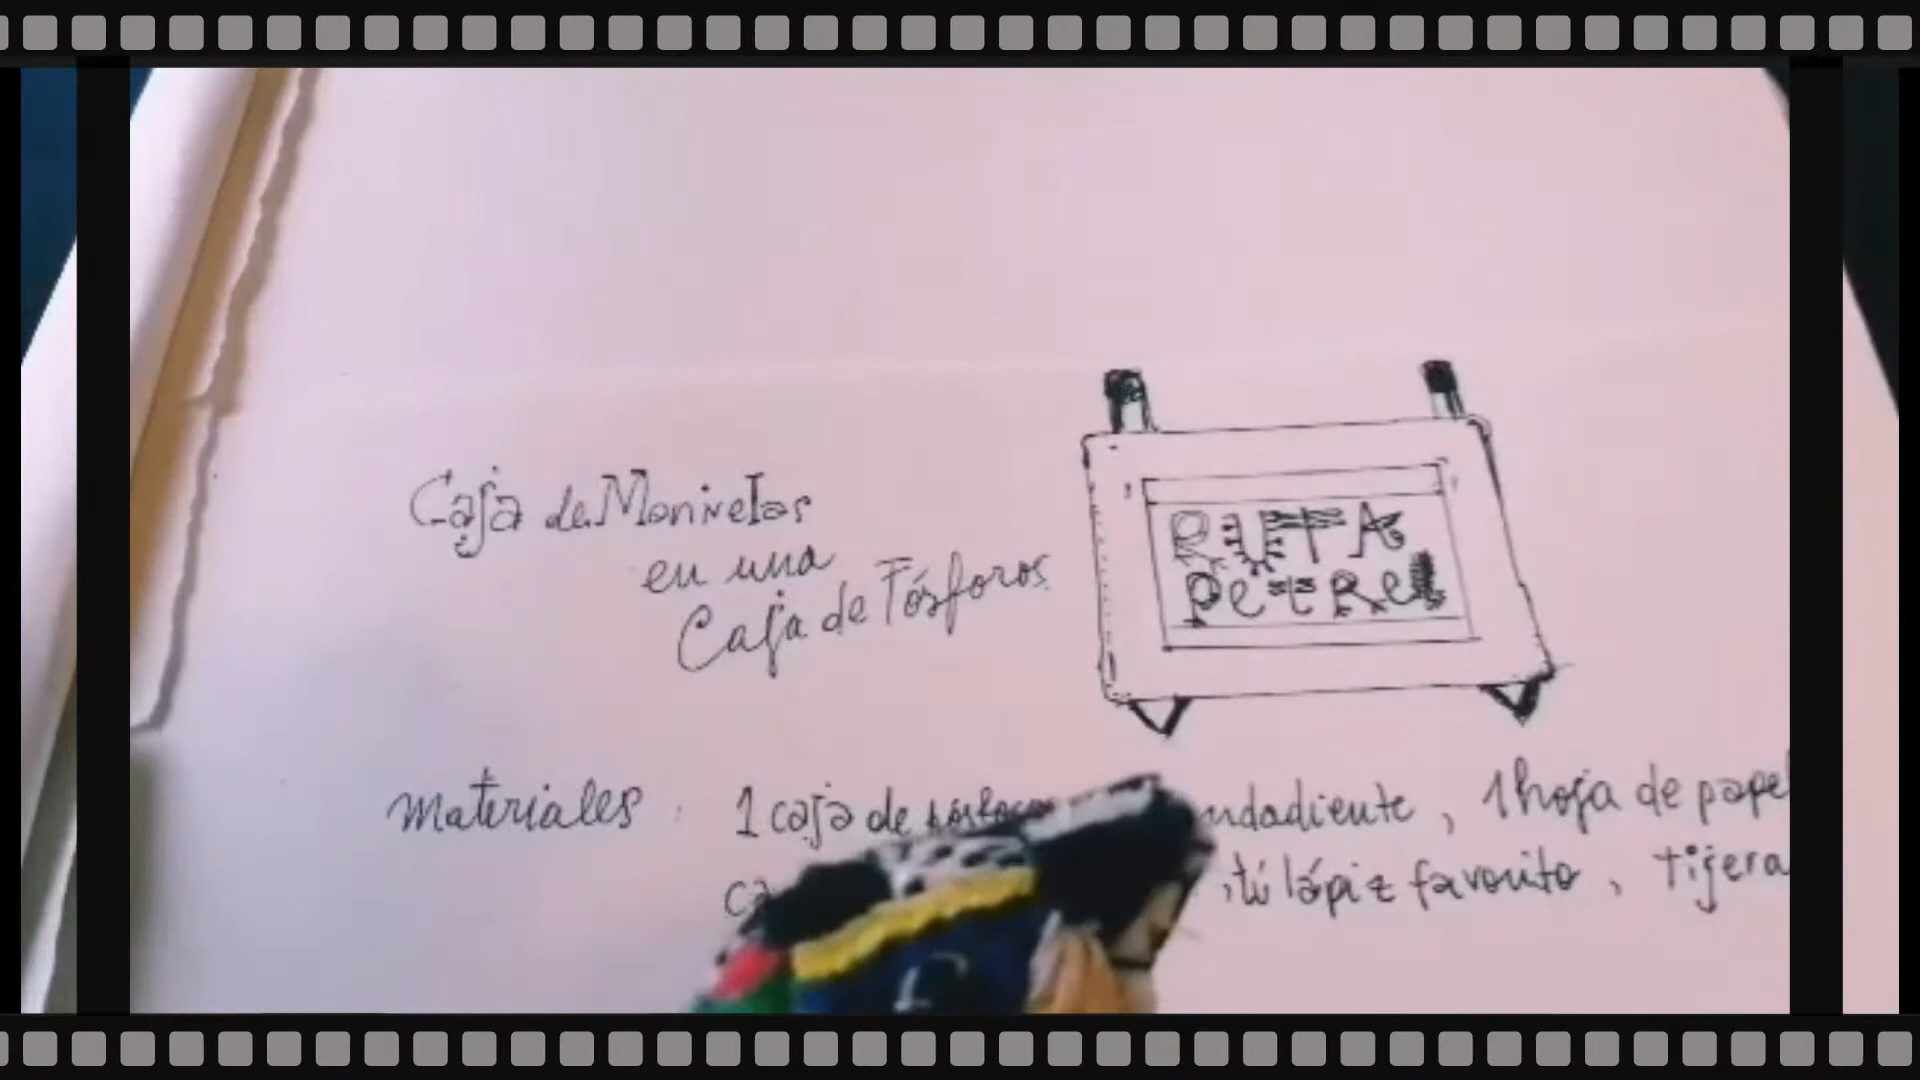 Caja de Manivelas
en una
Caja de Fósforos
RUTA
PetRel
materiales : 1 caja de fósforos , 1 hoja de papel
, tú lápiz favorito , Tijera